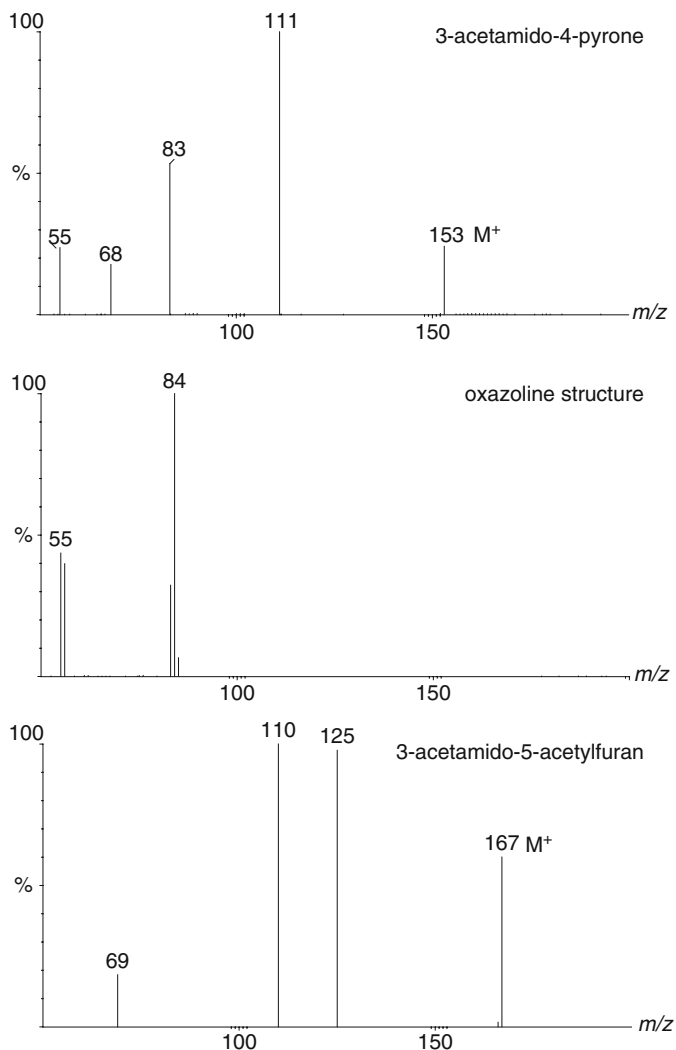 100
111
3-acetamido-4-pyrone
83
%
55
68
153 M⁺
100
150
m/z
100
84
oxazoline structure
%
55
100
150
m/z
100
110
125
3-acetamido-5-acetylfuran
167 M⁺
%
69
100
150
m/z